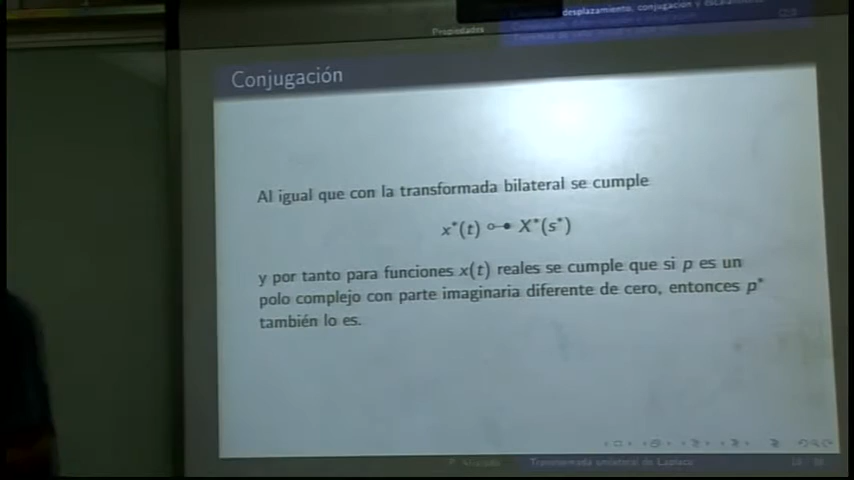 desplazamiento, conjugación y
Propiedades
Conjugación
Al igual que con la transformada bilateral se cumple
x*(t) ○─● X*(s*)
y por tanto para funciones x(t) reales se cumple que si p es un
polo complejo con parte imaginaria diferente de cero, entonces p*
también lo es.
Transformada unilateral de Laplace